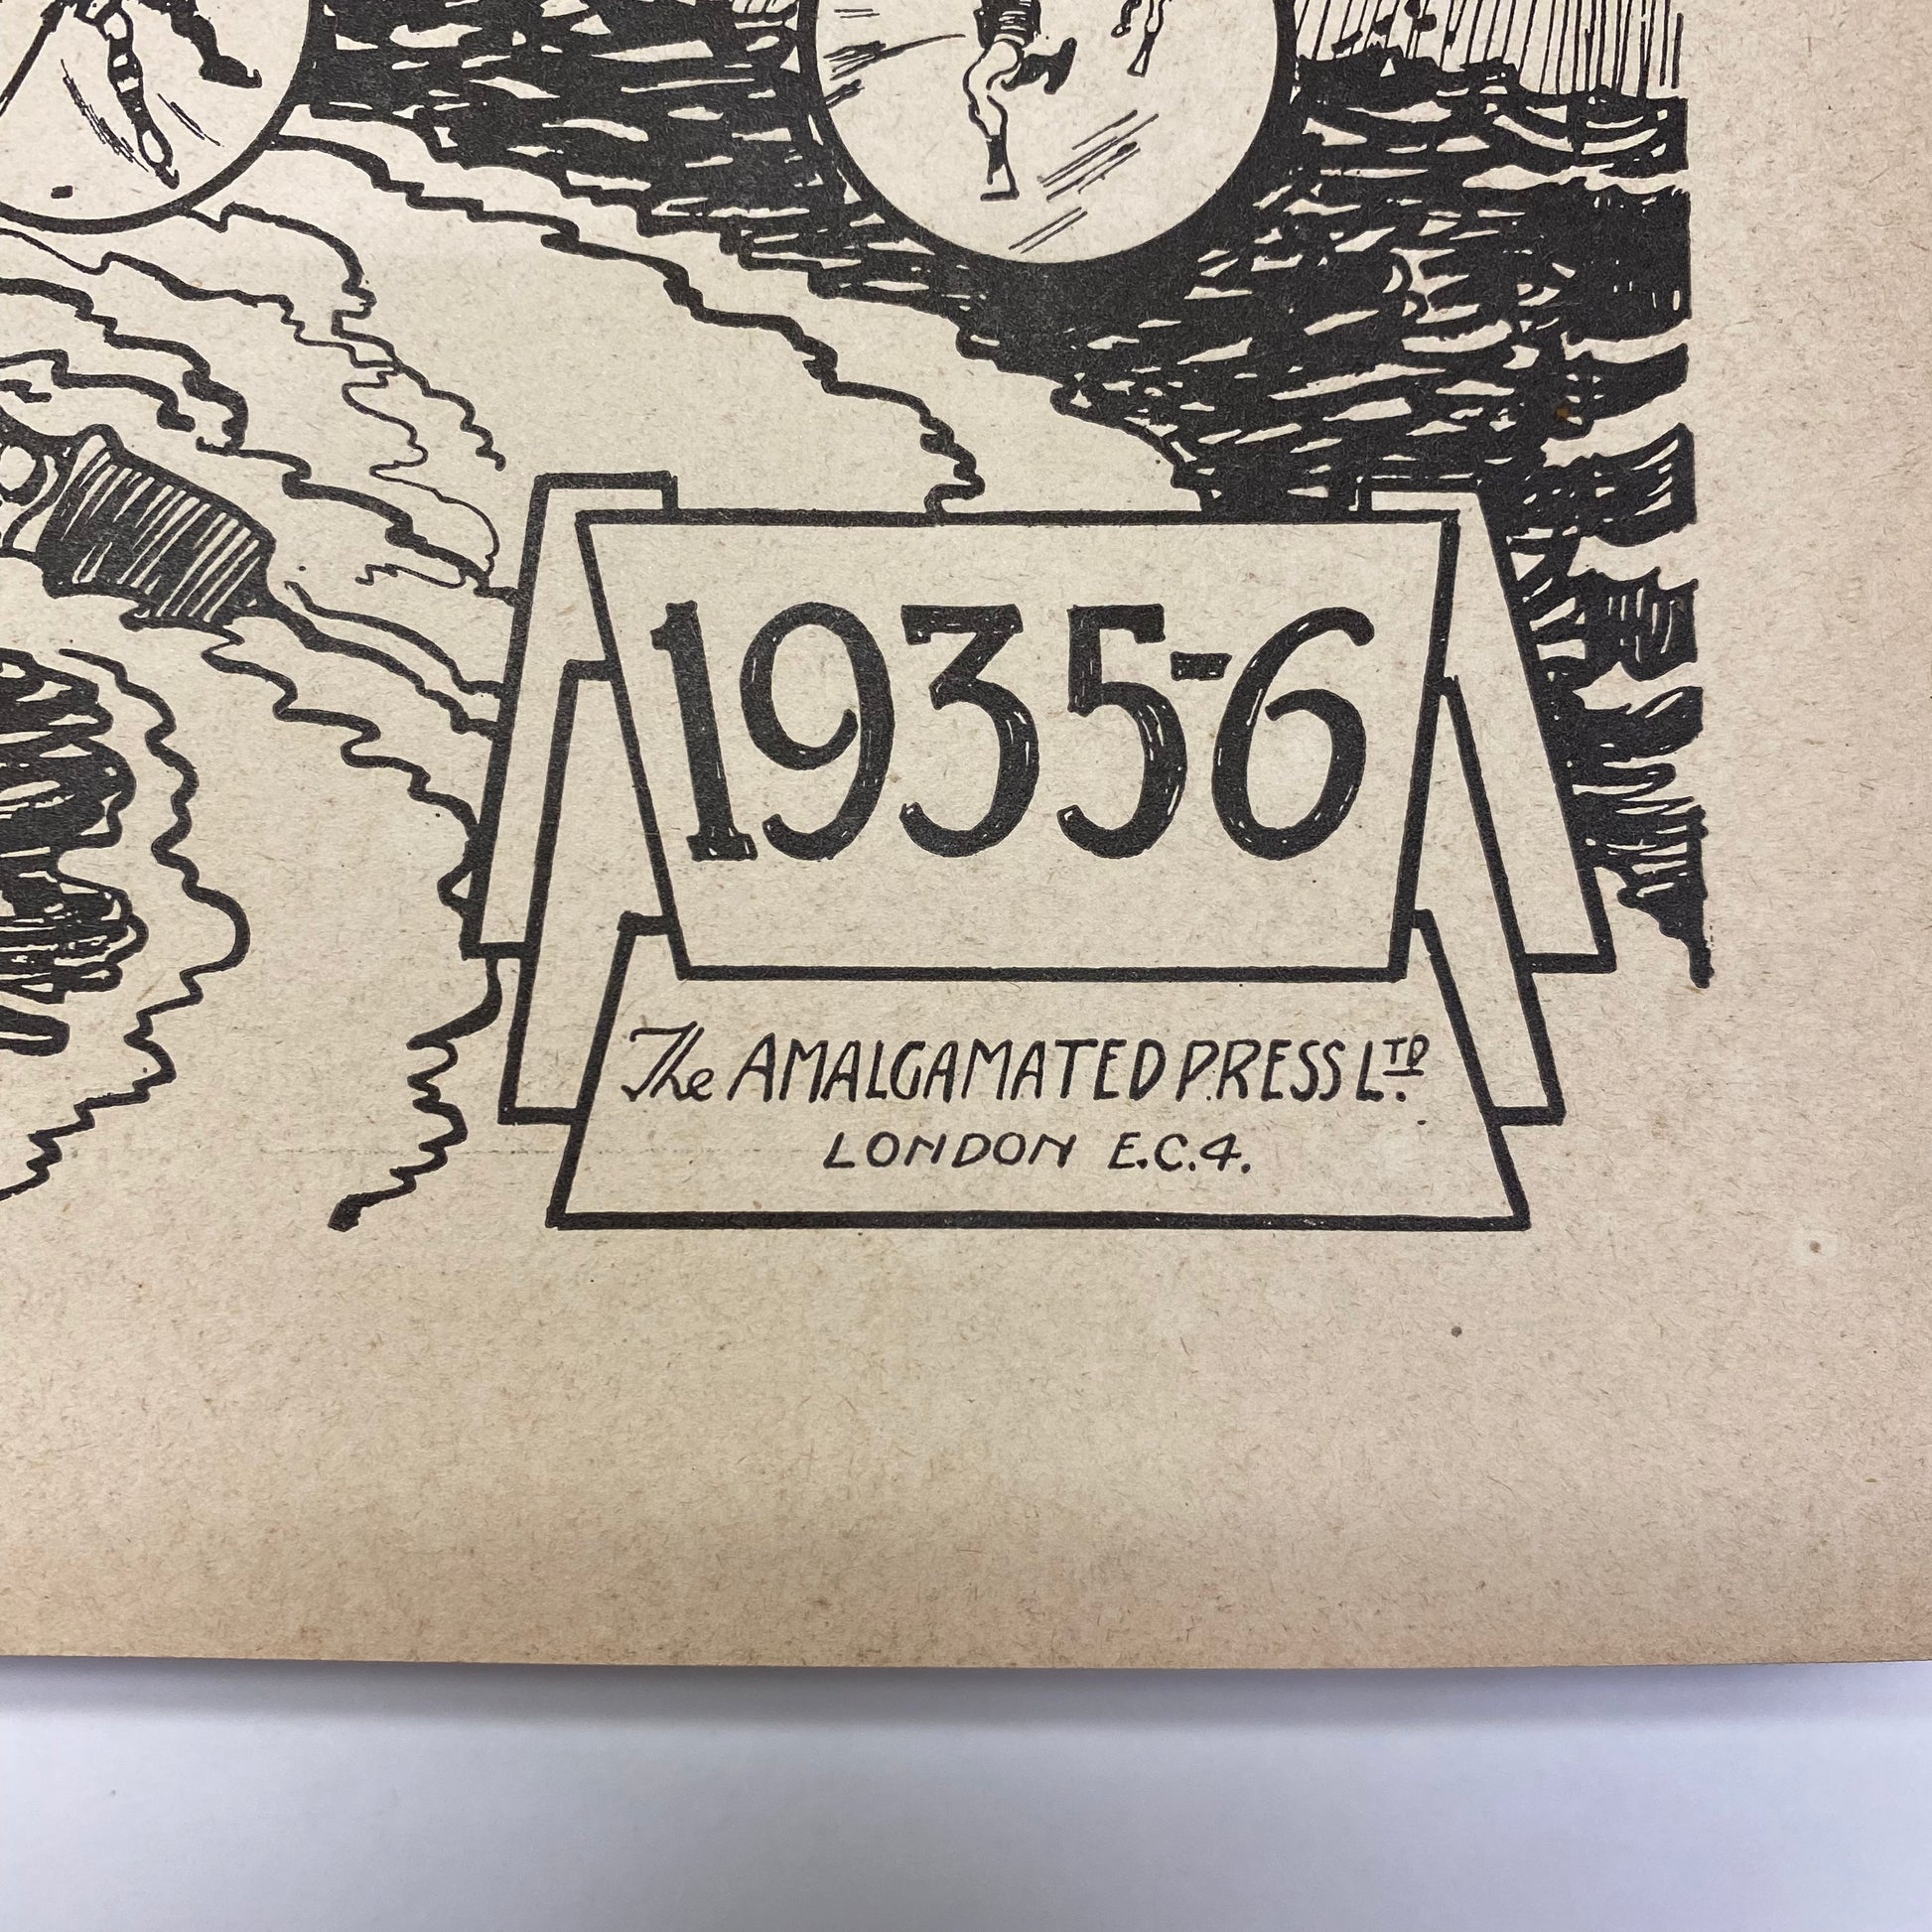 1935-6
The AMALGAMATED PRESS LTD.
LONDON E.C.4.